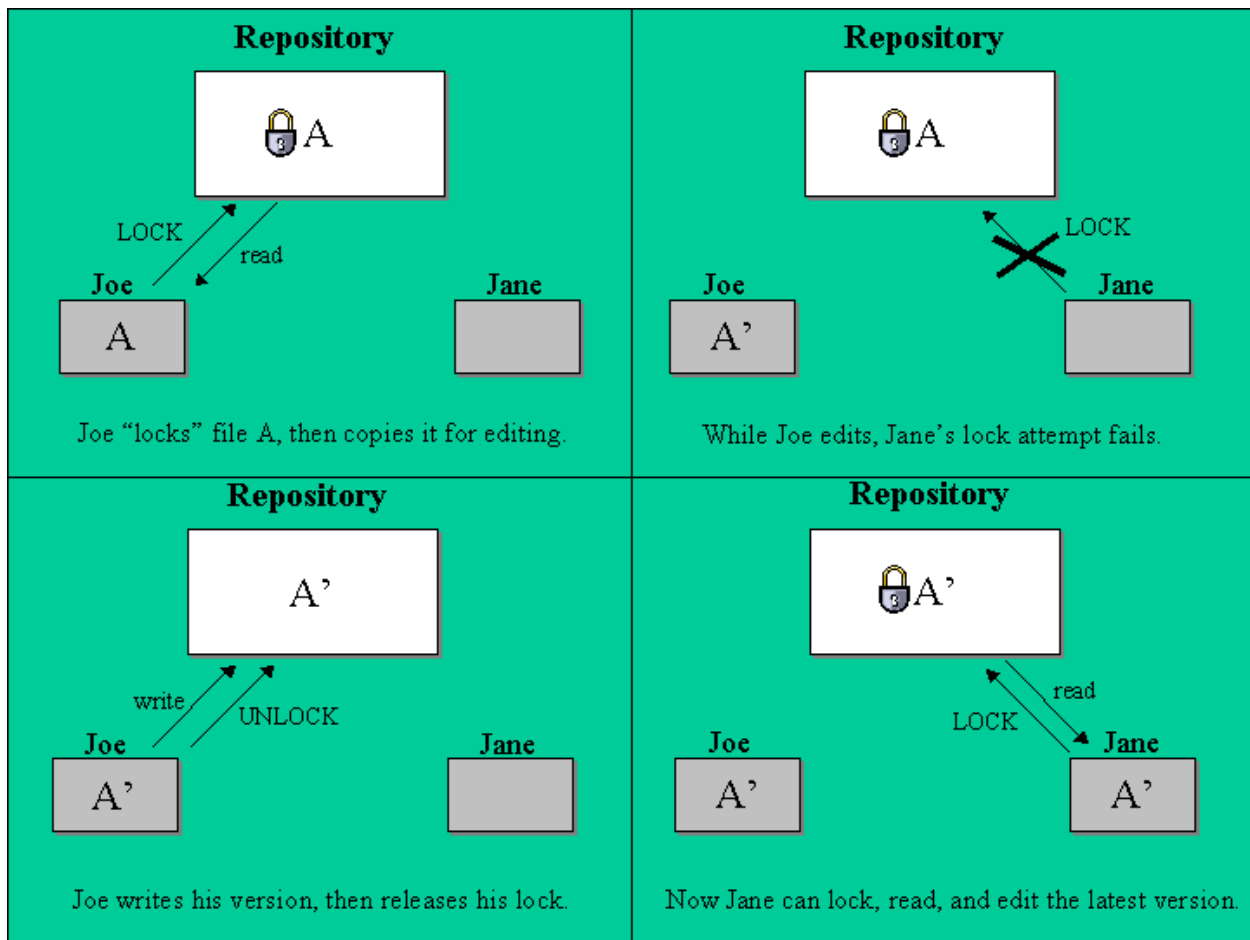 Repository
A
LOCK
read
Joe
Jane
A
Joe “locks” file A, then copies it for editing.
Repository
A
LOCK
Joe
Jane
A’
While Joe edits, Jane’s lock attempt fails.
Repository
A’
write
UNLOCK
Joe
Jane
A’
Joe writes his version, then releases his lock.
Repository
A’
read
LOCK
Joe
Jane
A’
A’
Now Jane can lock, read, and edit the latest version.